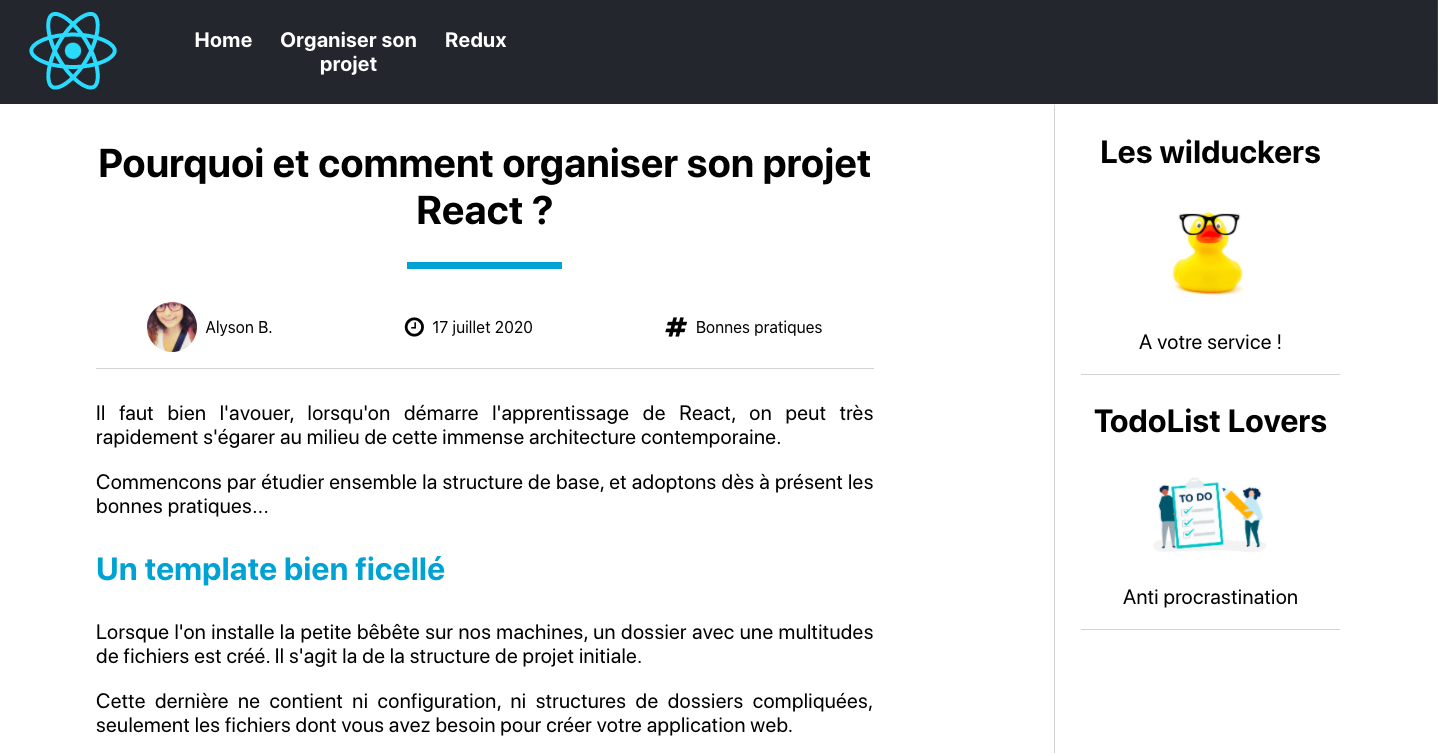 Home
Organiser son
projet
Redux
Pourquoi et comment organiser son projet
React ?
Alyson B.
17 juillet 2020
# Bonnes pratiques
Il faut bien l'avouer, lorsqu'on démarre l'apprentissage de React, on peut très
rapidement s'égarer au milieu de cette immense architecture contemporaine.
Commencons par étudier ensemble la structure de base, et adoptons dès à présent les
bonnes pratiques...
Un template bien ficellé
Lorsque l'on installe la petite bêbête sur nos machines, un dossier avec une multitudes
de fichiers est créé. Il s'agit la de la structure de projet initiale.
Cette dernière ne contient ni configuration, ni structures de dossiers compliquées,
seulement les fichiers dont vous avez besoin pour créer votre application web.
Les wilduckers
A votre service !
TodoList Lovers
TO DO
Anti procrastination